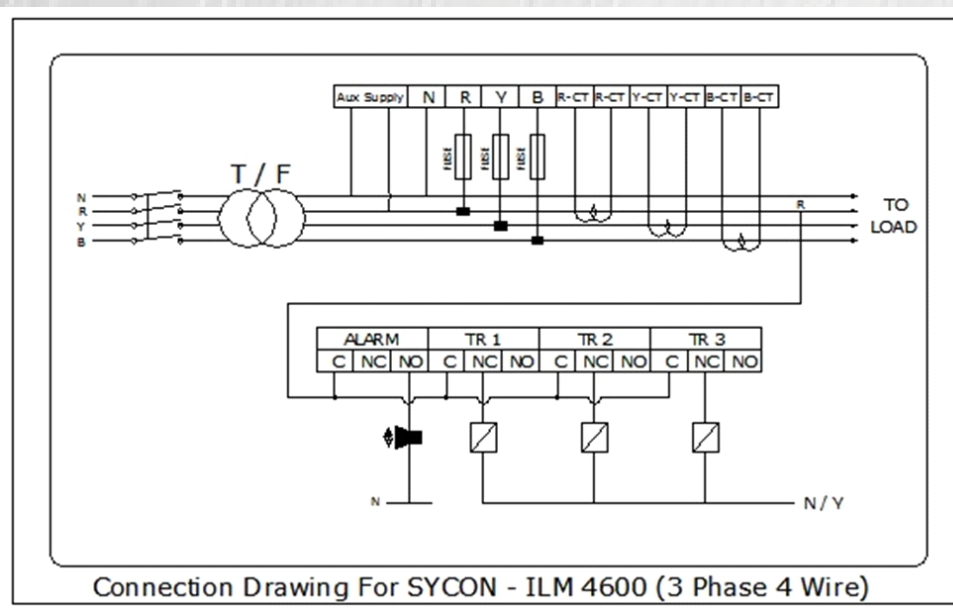 Aux Supply N R Y B R-CT R-CT Y-CT Y-CT B-CT B-CT
FUSE FUSE FUSE
T / F
N
R
Y
B
R
TO
LOAD
ALARM TR 1 TR 2 TR 3
C NC NO C NC NO C NC NO C NC NO
N
N / Y
Connection Drawing For SYCON - ILM 4600 (3 Phase 4 Wire)